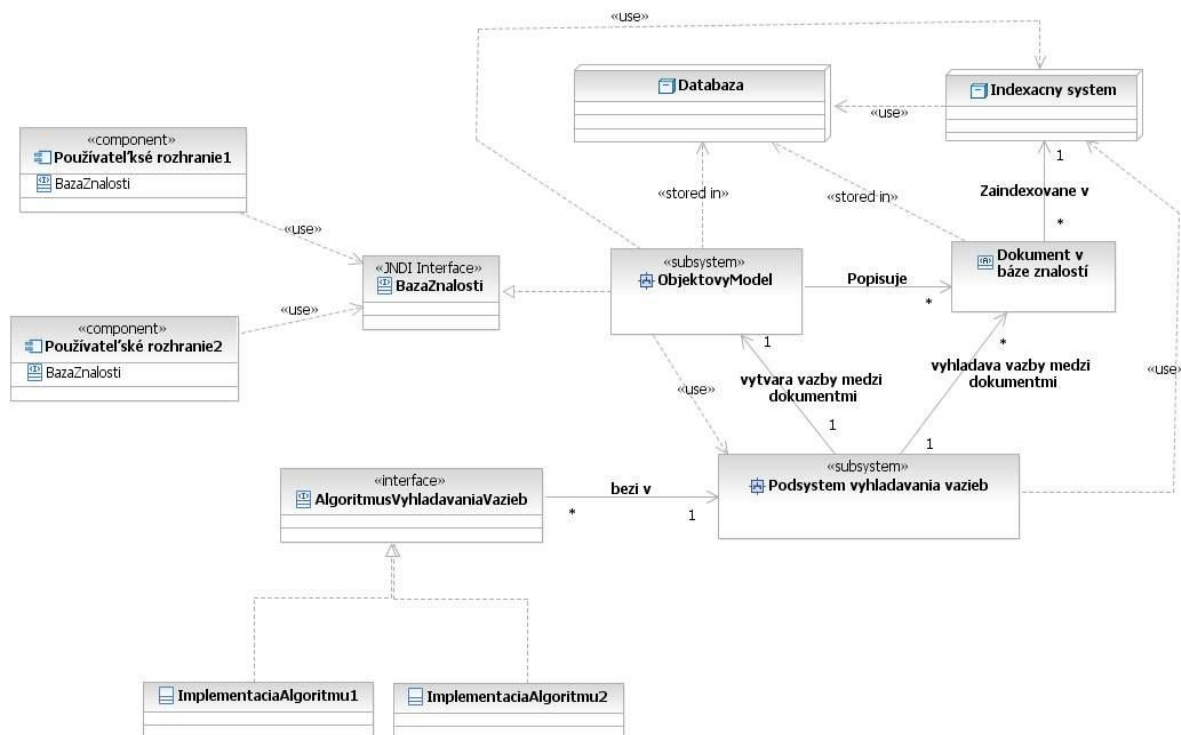 «use»
Databaza
Indexacny system
«use»
«component»
Používateľksé rozhranie1
BazaZnalosti
1
Zaindexovane v
*
«stored in»
«stored in»
«use»
«JNDI Interface»
BazaZnalosti
«subsystem»
ObjektovyModel
Dokument v
báze znalostí
Popisuje
*
«use»
«component»
Používateľské rozhranie2
BazaZnalosti
1
*
vytvara vazby medzi
dokumentmi
vyhladava vazby medzi
dokumentmi
«use»
«use»
1
1
«interface»
AlgoritmusVyhladavaniaVazieb
bezi v
*
1
«subsystem»
Podsystem vyhladavania vazieb
ImplementaciaAlgoritmu1
ImplementaciaAlgoritmu2